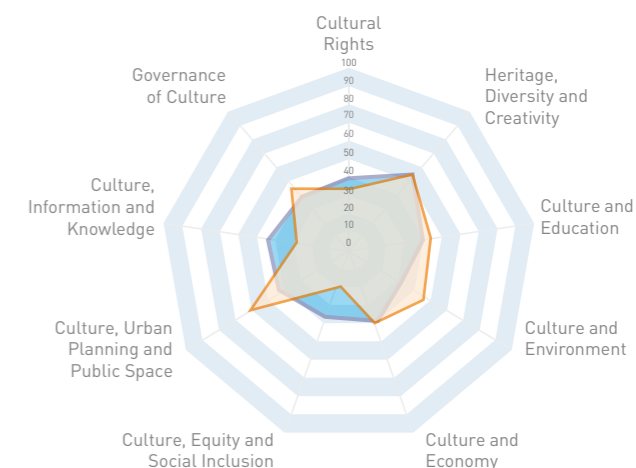 Cultural
Rights
Heritage,
Diversity and
Creativity
Culture and
Education
Culture and
Environment
Culture and
Economy
Culture, Equity and
Social Inclusion
Culture, Urban
Planning and
Public Space
Culture,
Information and
Knowledge
Governance
of Culture
100
90
80
70
60
50
40
30
20
10
0